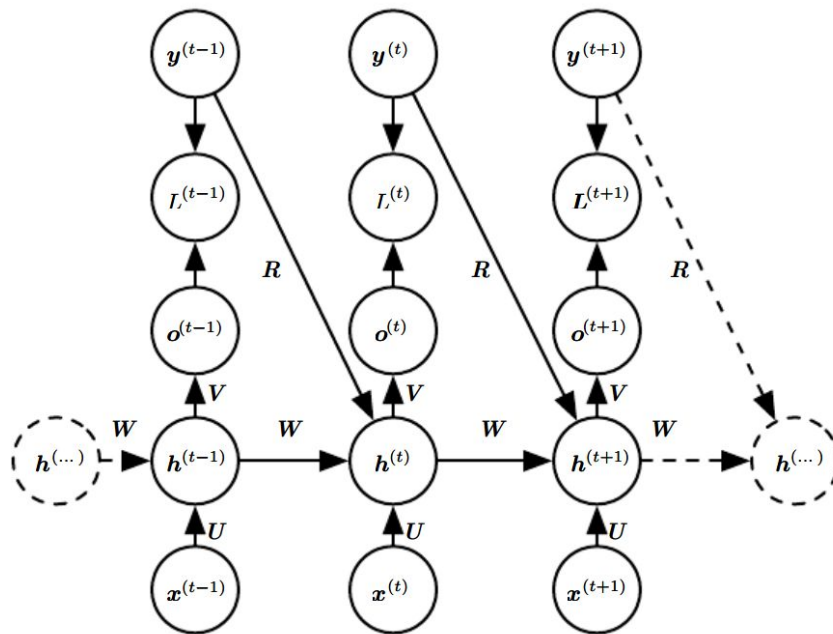 y^(t−1) y^(t) y^(t+1)
L^(t−1) L^(t) L^(t+1)
R R R
o^(t−1) o^(t) o^(t+1)
V V V
W W W W
h^(...) h^(t−1) h^(t) h^(t+1) h^(...)
U U U
x^(t−1) x^(t) x^(t+1)